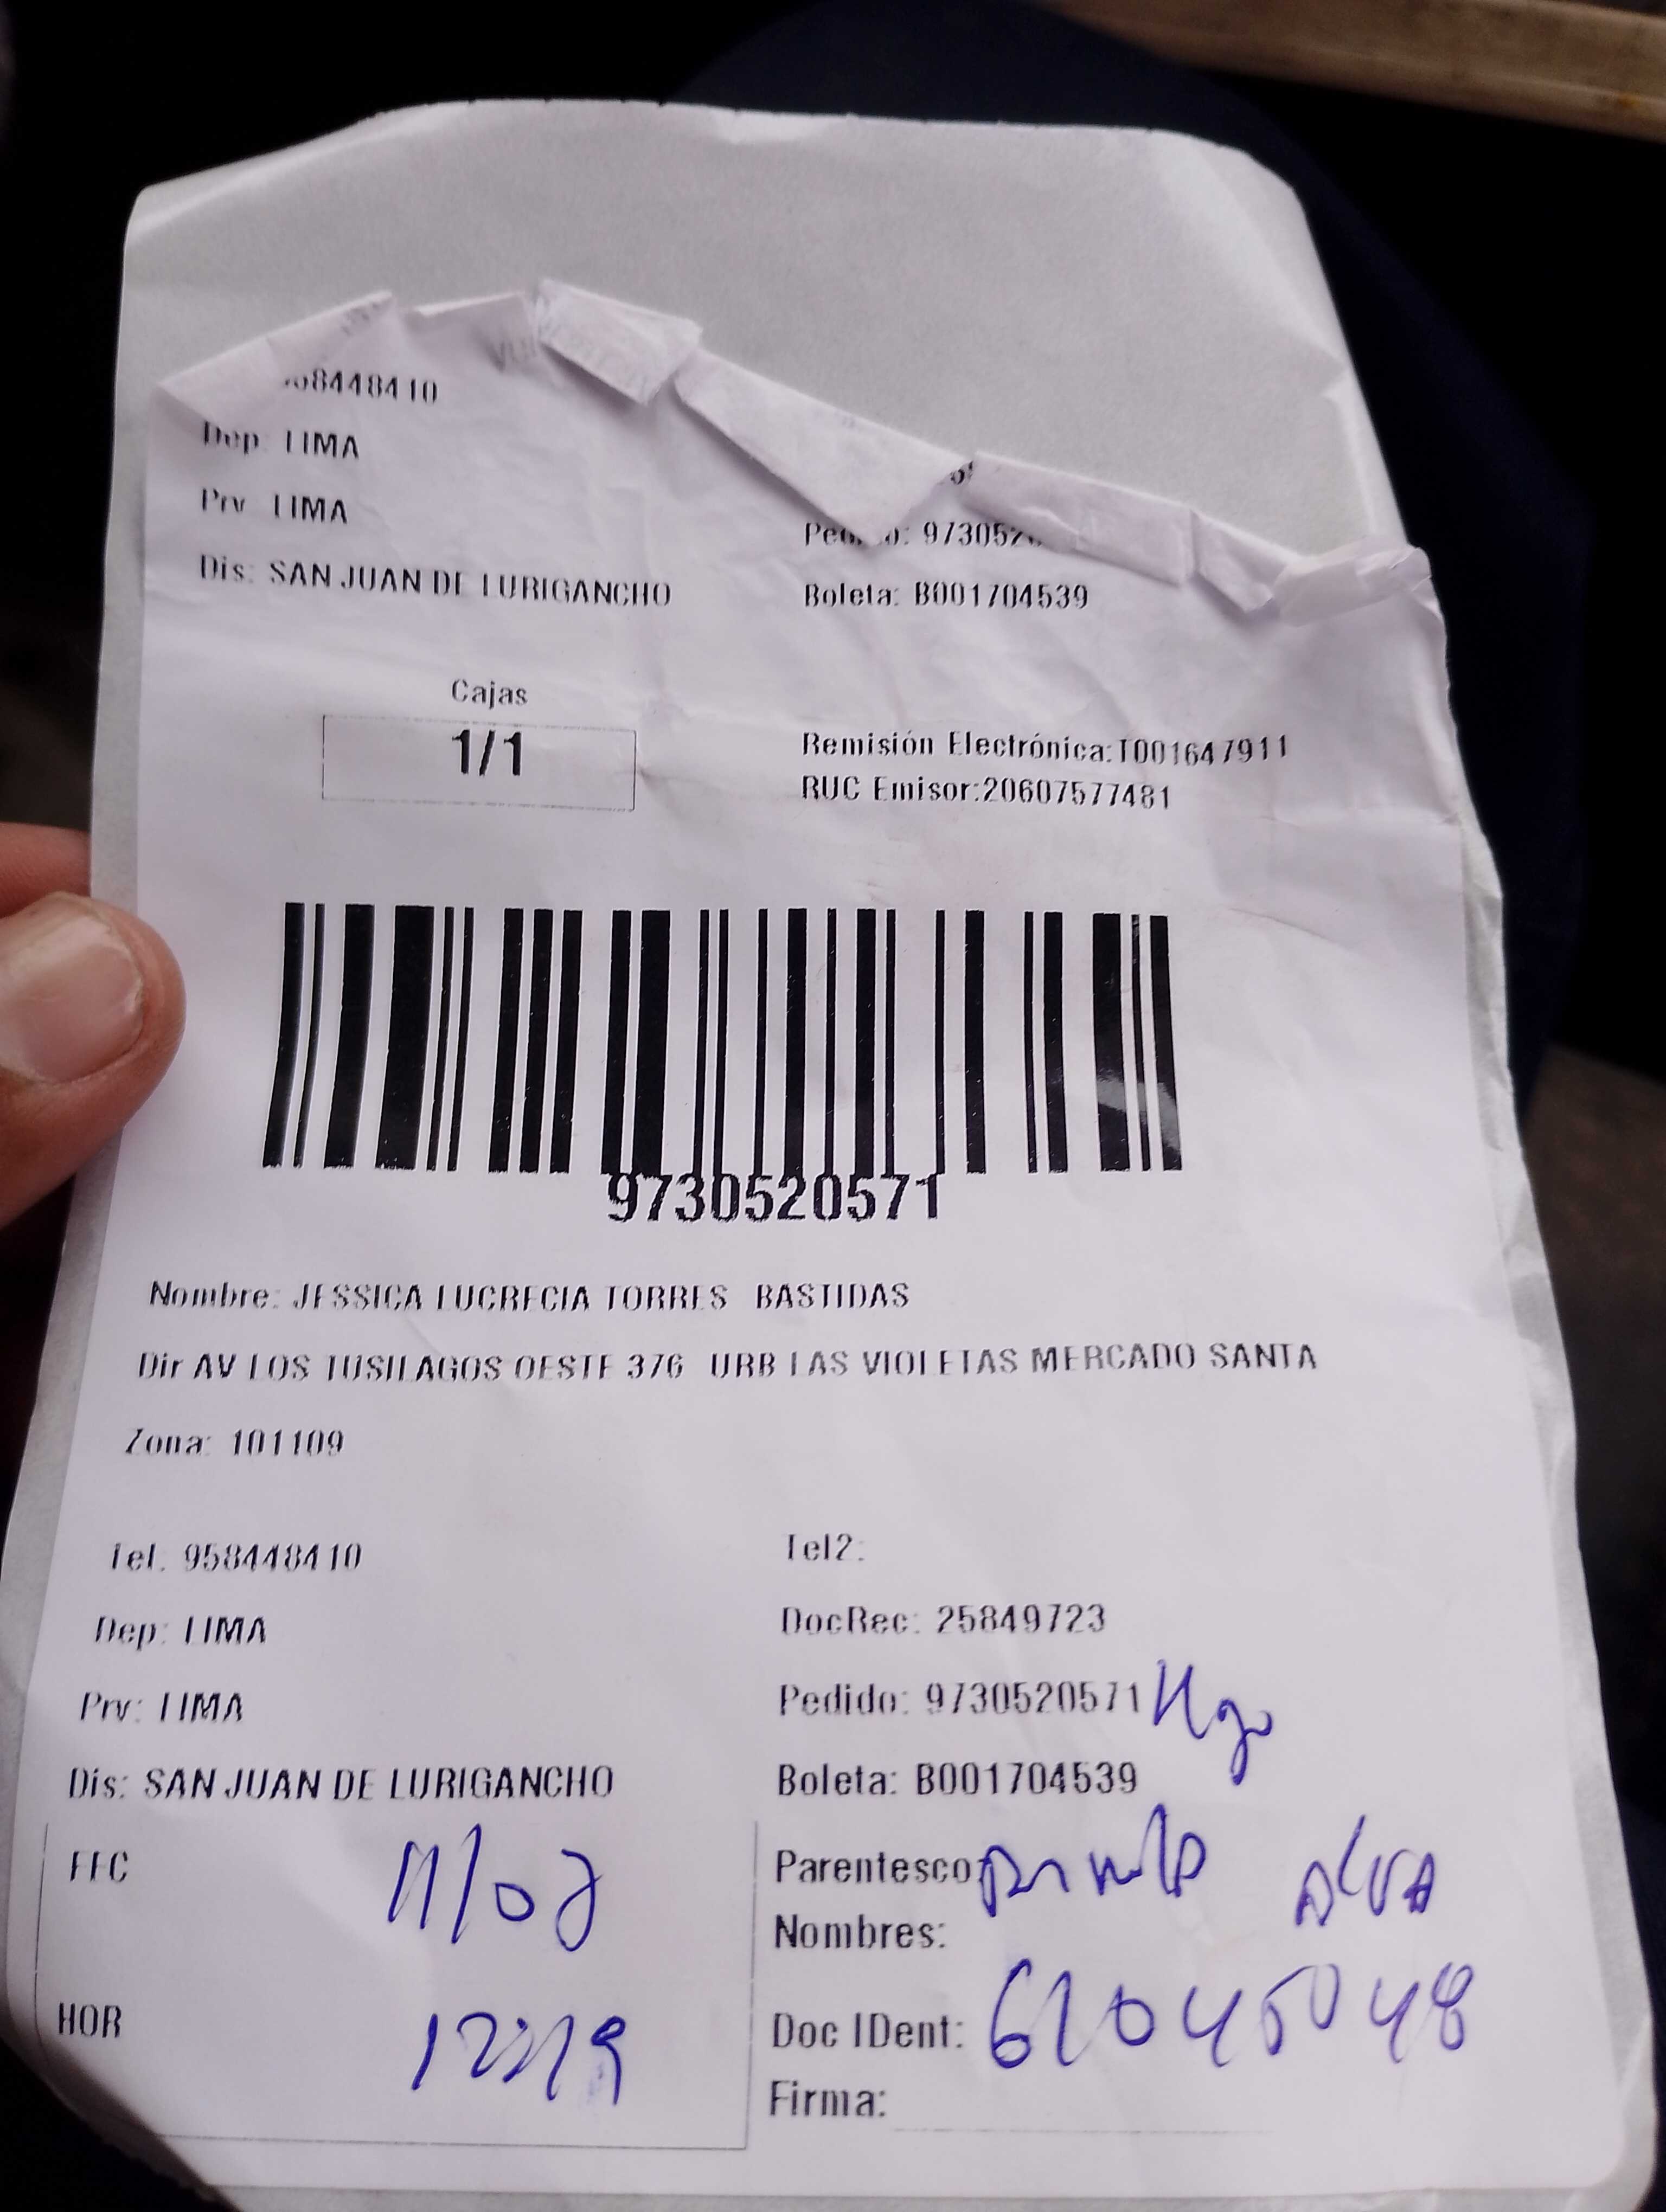 58448410
Dep: LIMA
Prv: LIMA
Dis: SAN JUAN DE LURIGANCHO
Boleta: B001704539
Cajas
1/1
Remisión Electrónica:T001647911
RUC Emisor:20607577481
9730520571
Nombre: JESSICA LUCRECIA TORRES BASTIDAS
Dir AV LOS TUSILAGOS OESTE 376 URB LAS VIOLETAS MERCADO SANTA
Zona: 101109
Tel. 958448410
Tel2:
Dep: LIMA
DocRec: 25849723
Prv: LIMA
Pedido: 9730520571
Dis: SAN JUAN DE LURIGANCHO
Boleta: B001704539
FEC
Parentesco:
Nombres:
HOR
Doc IDent:
Firma: